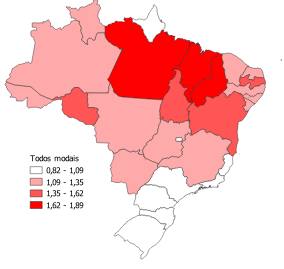 Todos modais
0,82 - 1,09
1,09 - 1,35
1,35 - 1,62
1,62 - 1,89